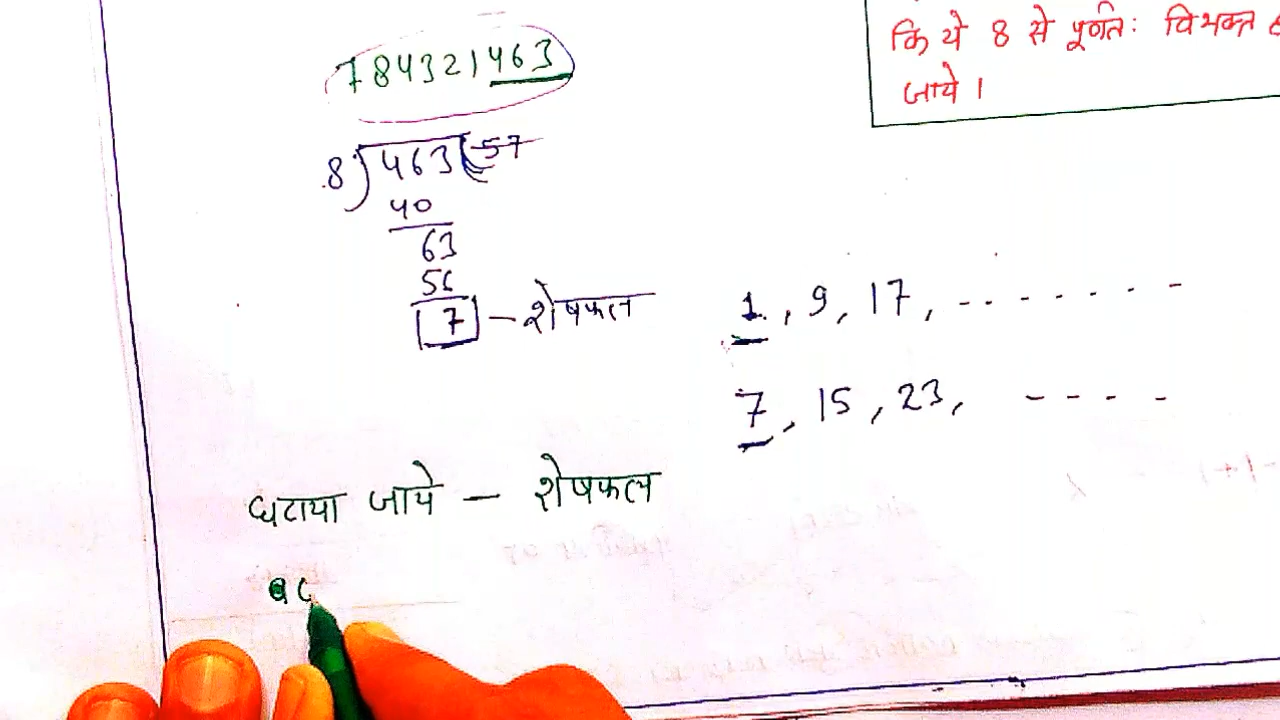 784321463
कि ये 8 से पूर्णतः विभक्त
जाये।
8)463(57
40
63
56
7 — शेषफल
1, 9, 17, - - - - - - -
7, 15, 23, - - - -
घटाया जाये — शेषफल